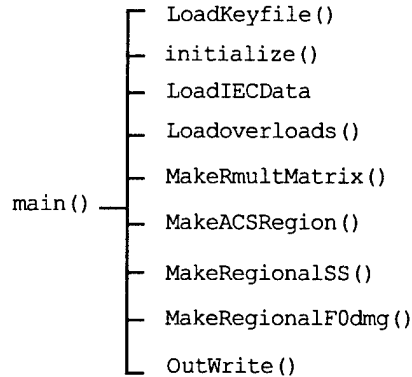 LoadKeyfile()
initialize()
LoadIECData
Loadoverloads()
MakeRmultMatrix()
main()
MakeACSRegion()
MakeRegionalSS()
MakeRegionalF0dmg()
OutWrite()